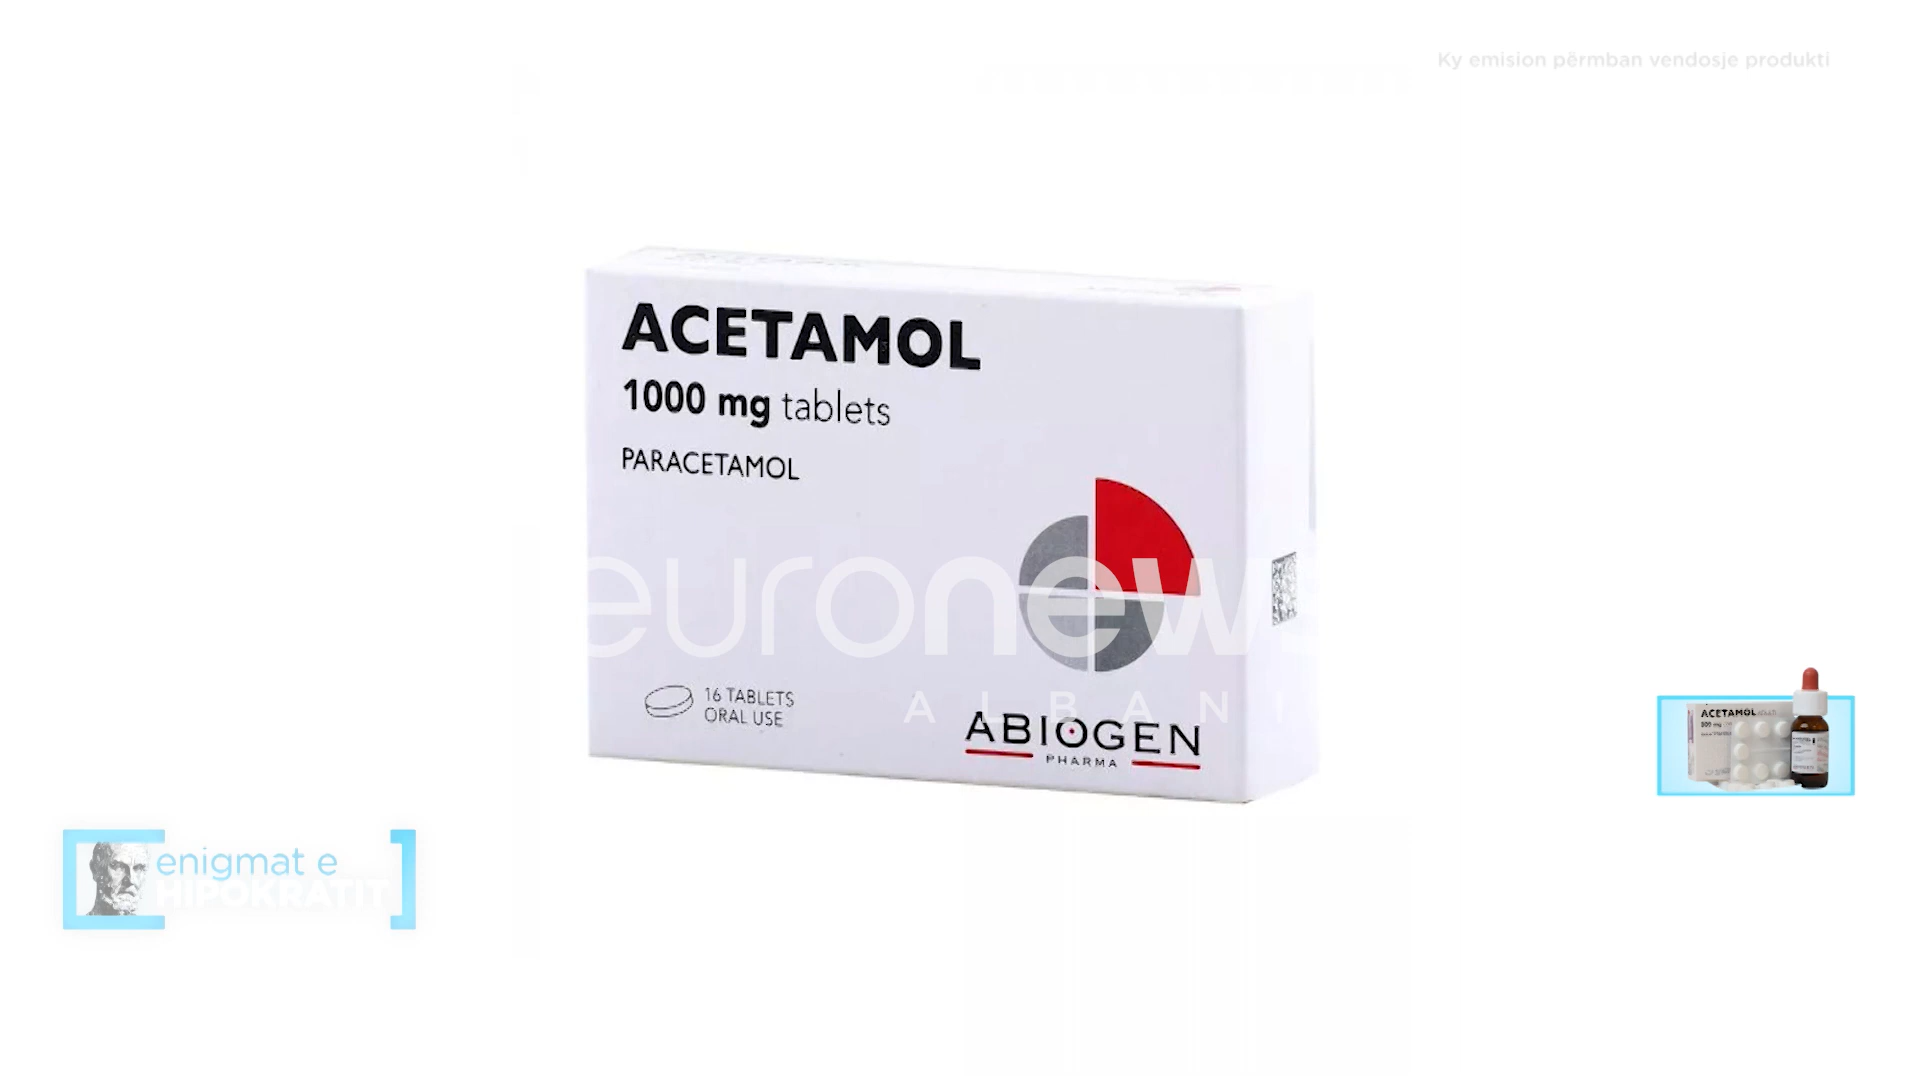 Ky emision përmban vendosje produkti
ACETAMOL
1000 mg tablets
PARACETAMOL
euronews
ALBANI
16 TABLETS
ORAL USE
ABIOGEN
PHARMA
ACETAMOL
enigmat e
HIPOKRATIT